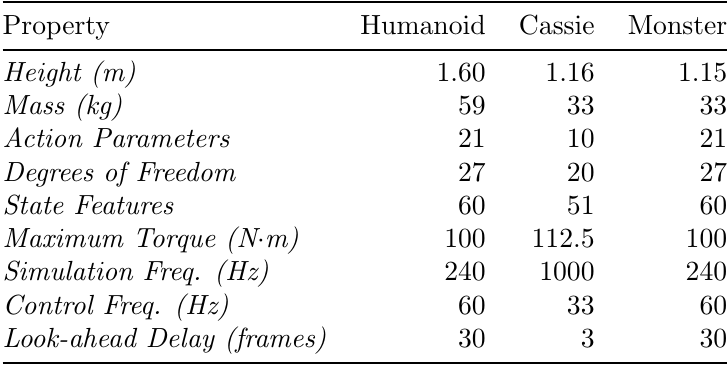 Property Humanoid Cassie Monster
Height (m) 1.60 1.16 1.15
Mass (kg) 59 33 33
Action Parameters 21 10 21
Degrees of Freedom 27 20 27
State Features 60 51 60
Maximum Torque (N·m) 100 112.5 100
Simulation Freq. (Hz) 240 1000 240
Control Freq. (Hz) 60 33 60
Look-ahead Delay (frames) 30 3 30